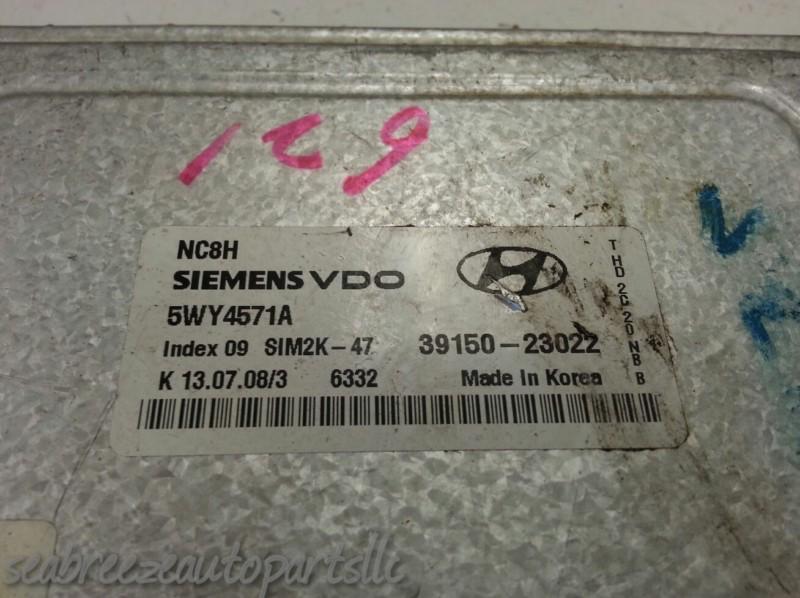 129
NC8H
SIEMENS VDO
5WY4571A
Index 09 SIM2K-47 39150-23022
K 13.07.08/3 6332 Made In Korea
THD 2C 20 NB B
seabreezeautopartsllc